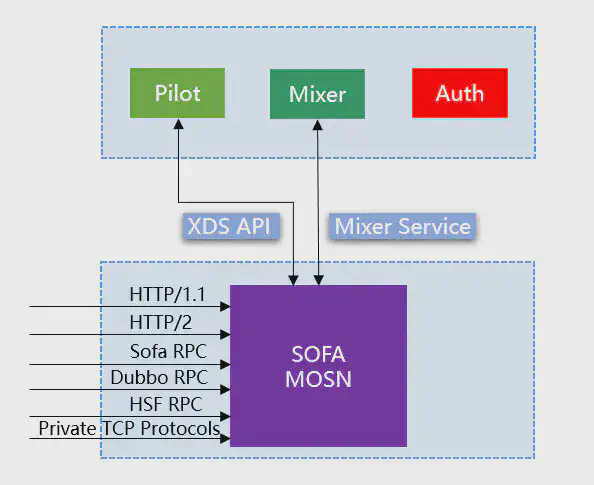 Pilot
Mixer
Auth
XDS API
Mixer Service
HTTP/1.1
HTTP/2
Sofa RPC
Dubbo RPC
HSF RPC
Private TCP Protocols
SOFA
MOSN